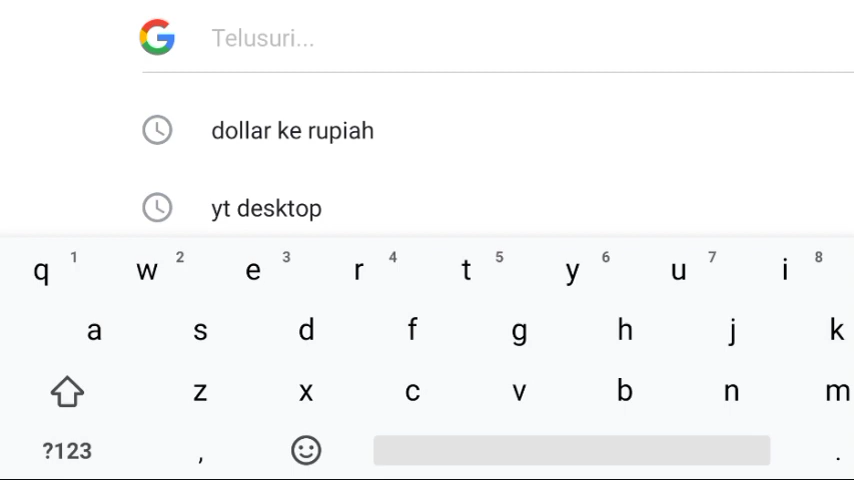 Telusuri...
dollar ke rupiah
yt desktop
q 1 w 2 e 3 r 4 t 5 y 6 u 7 i 8
a s d f g h j k
z x c v b n m
?123 , .